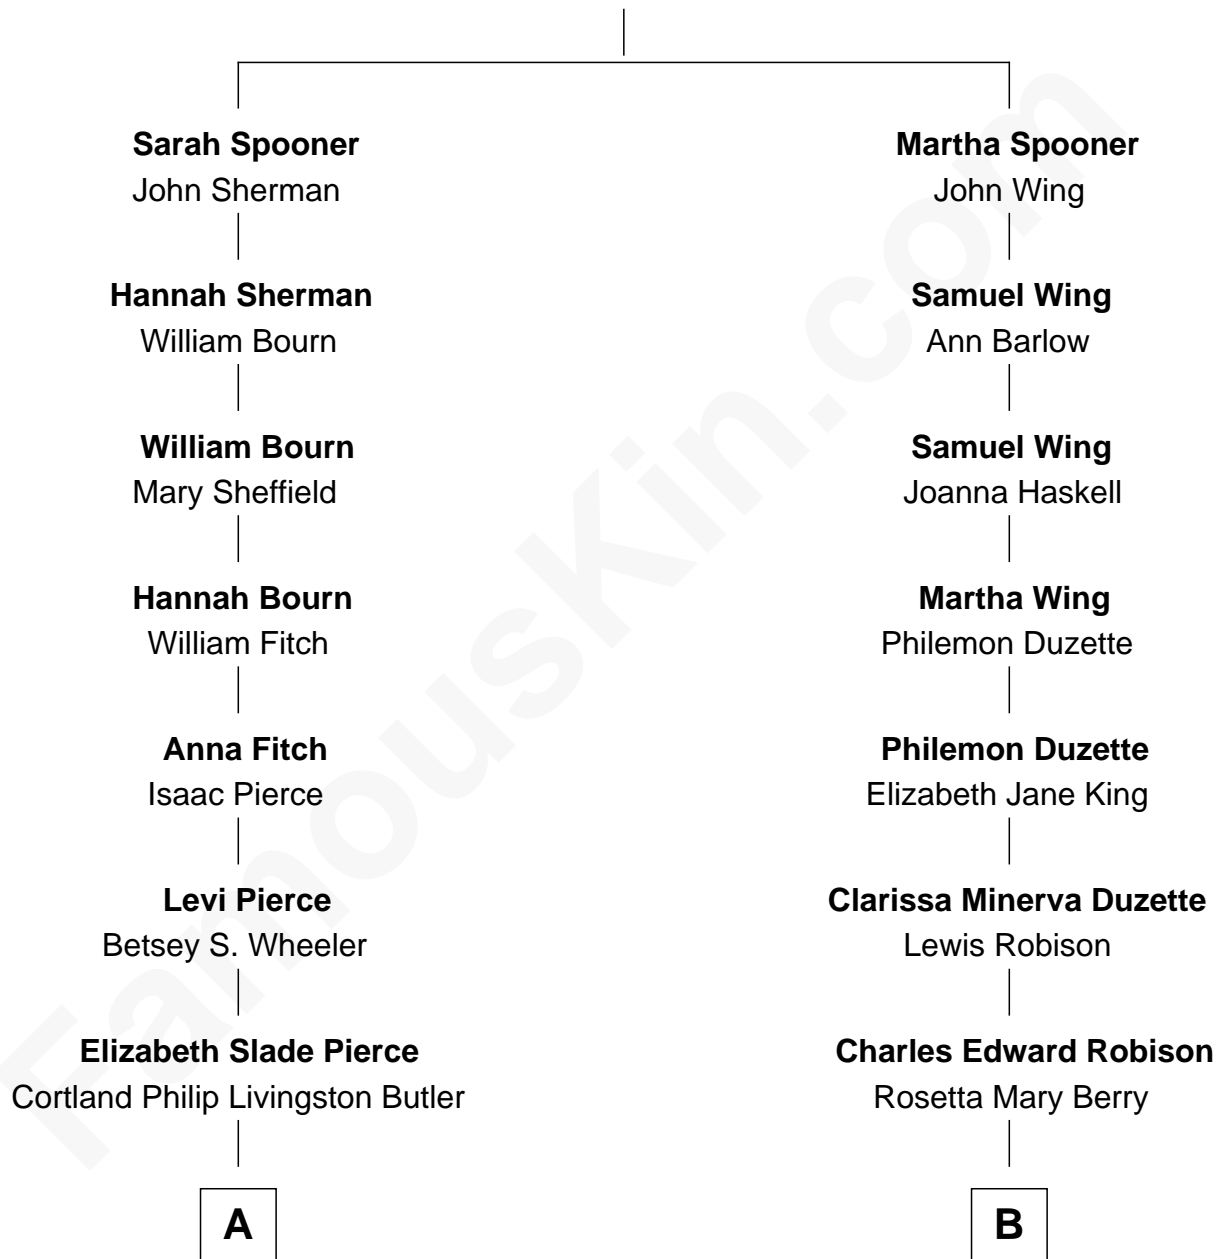 Sarah Spooner
John Sherman
Martha Spooner
John Wing
Hannah Sherman
William Bourn
Samuel Wing
Ann Barlow
William Bourn
Mary Sheffield
Samuel Wing
Joanna Haskell
Hannah Bourn
William Fitch
Martha Wing
Philemon Duzette
Anna Fitch
Isaac Pierce
Philemon Duzette
Elizabeth Jane King
Levi Pierce
Betsey S. Wheeler
Clarissa Minerva Duzette
Lewis Robison
Elizabeth Slade Pierce
Cortland Philip Livingston Butler
Charles Edward Robison
Rosetta Mary Berry
A
B
FamousKin.com